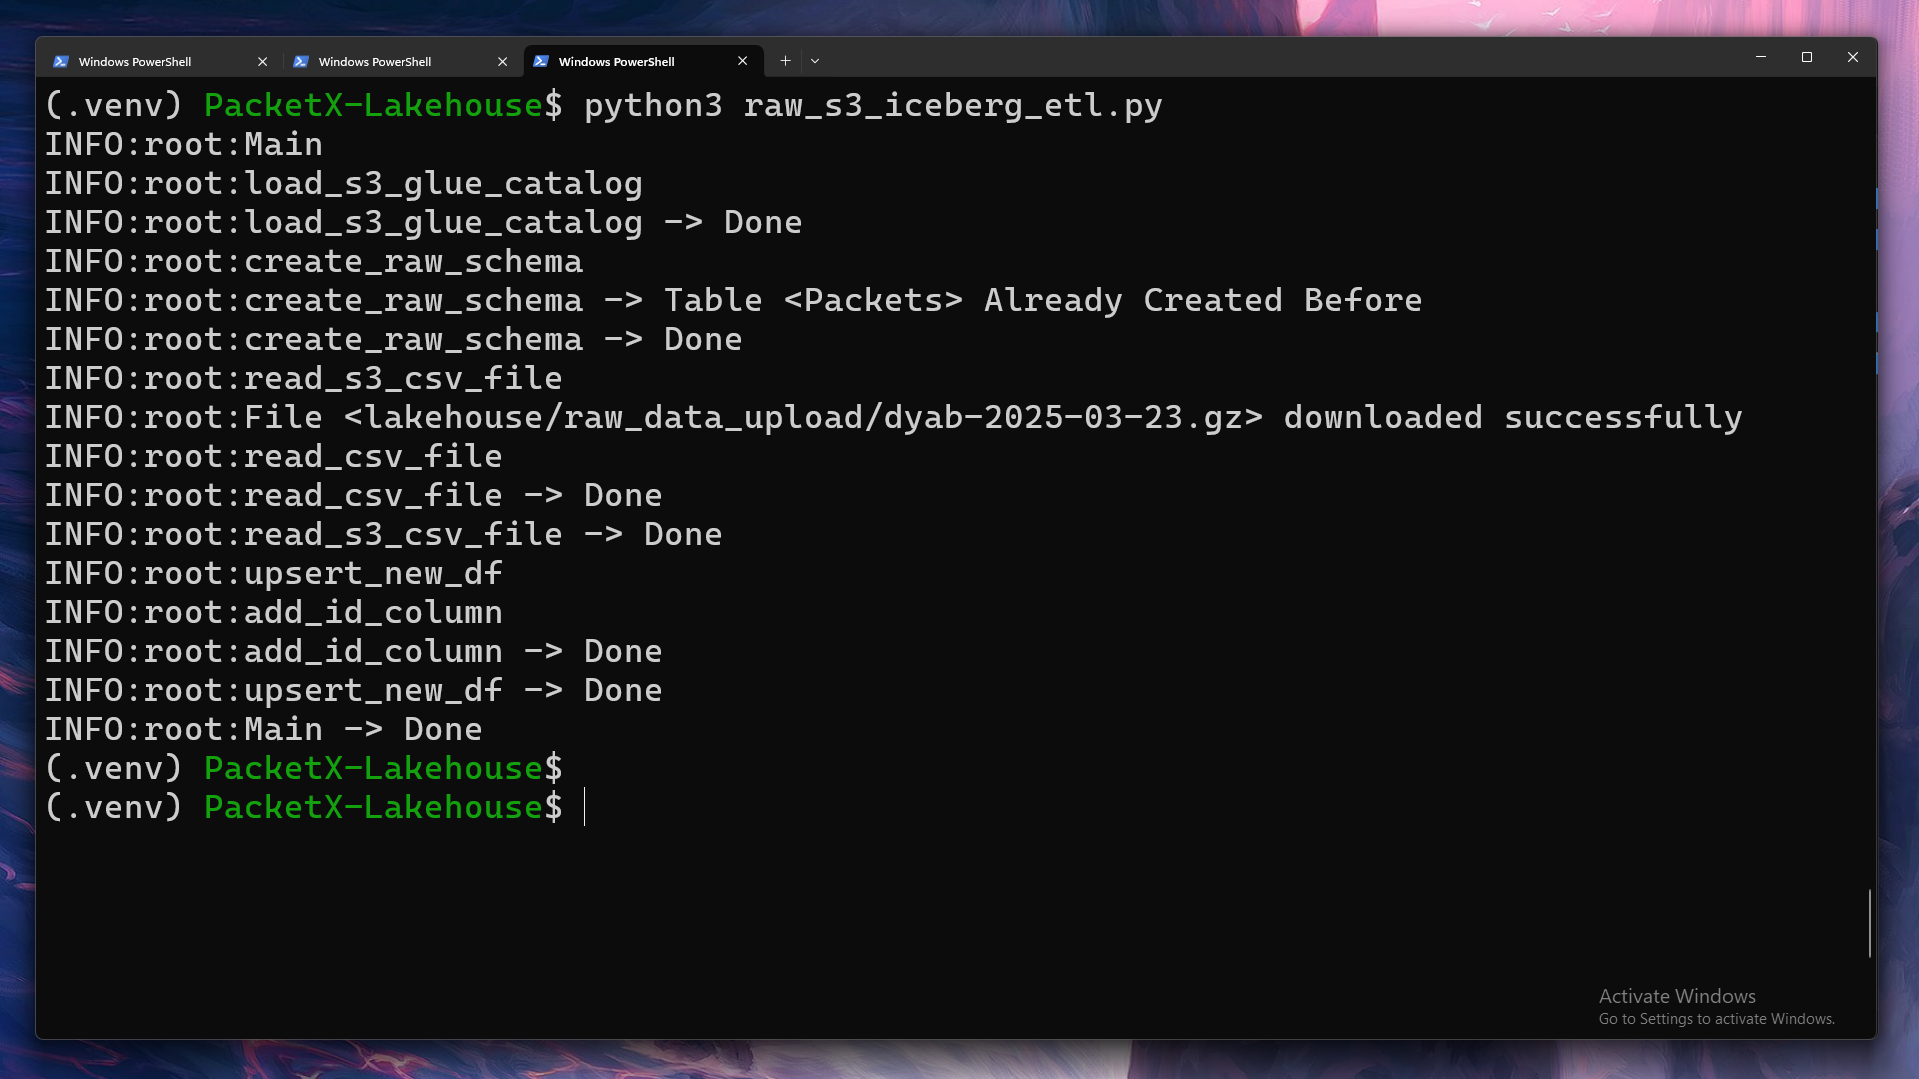 Windows PowerShell
Windows PowerShell
Windows PowerShell
(.venv) PacketX-Lakehouse$ python3 raw_s3_iceberg_etl.py
INFO:root:Main
INFO:root:load_s3_glue_catalog
INFO:root:load_s3_glue_catalog -> Done
INFO:root:create_raw_schema
INFO:root:create_raw_schema -> Table <Packets> Already Created Before
INFO:root:create_raw_schema -> Done
INFO:root:read_s3_csv_file
INFO:root:File <lakehouse/raw_data_upload/dyab-2025-03-23.gz> downloaded successfully
INFO:root:read_csv_file
INFO:root:read_csv_file -> Done
INFO:root:read_s3_csv_file -> Done
INFO:root:upsert_new_df
INFO:root:add_id_column
INFO:root:add_id_column -> Done
INFO:root:upsert_new_df -> Done
INFO:root:Main -> Done
(.venv) PacketX-Lakehouse$
(.venv) PacketX-Lakehouse$
Activate Windows
Go to Settings to activate Windows.